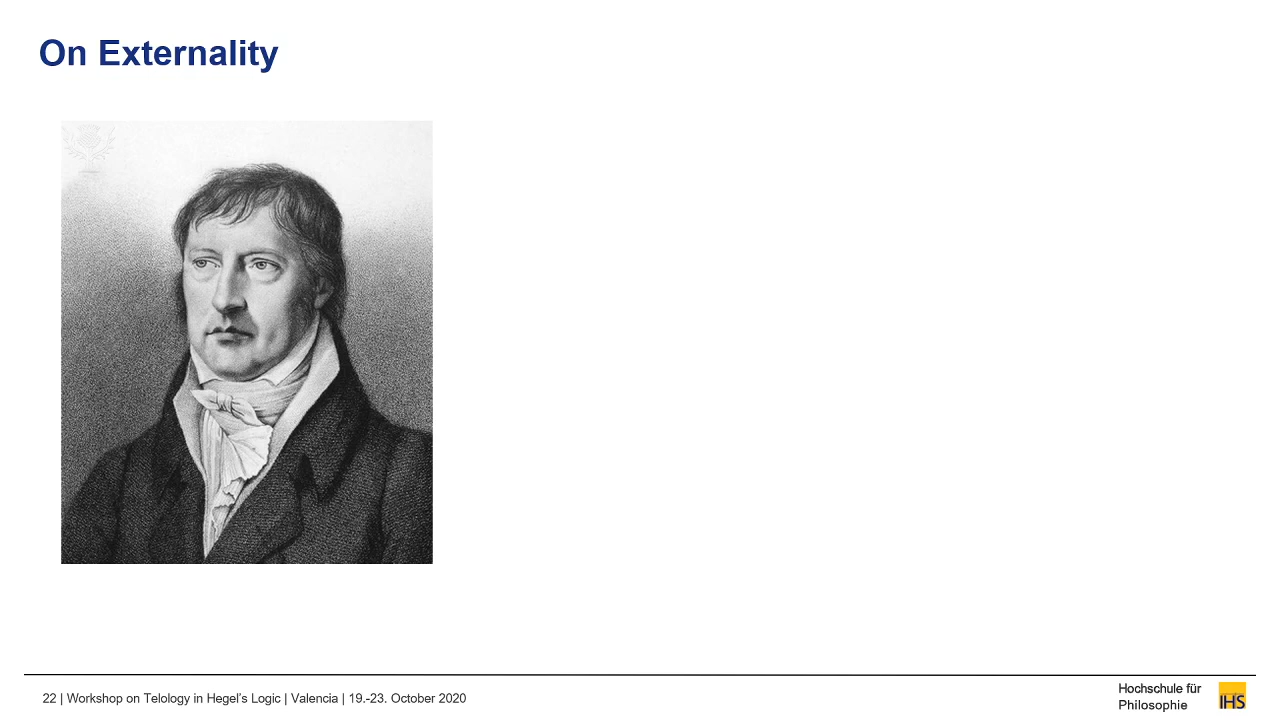 On Externality
22 | Workshop on Telology in Hegel's Logic | Valencia | 19.-23. October 2020
Hochschule für
Philosophie
IHS